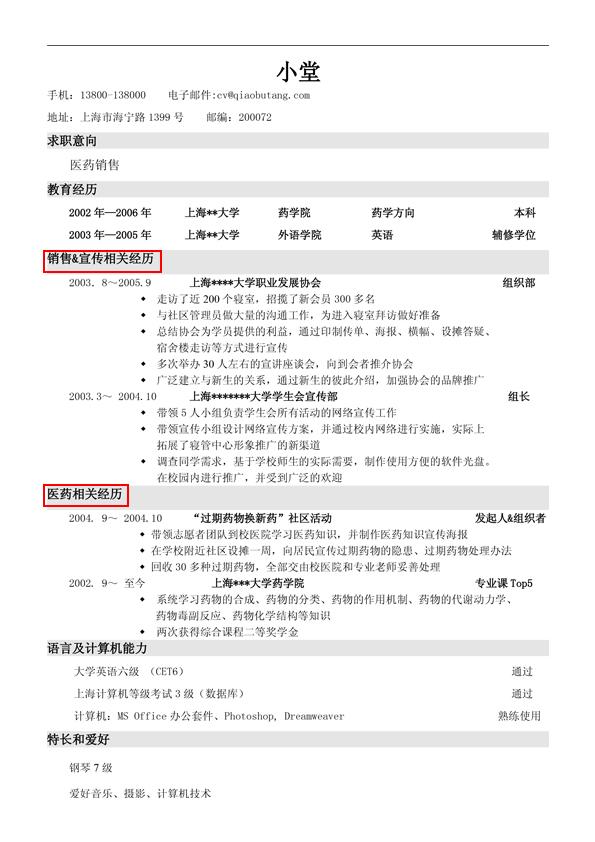 小堂
手机：13800-138000 电子邮件:cv@qiaobutang.com
地址：上海市海宁路 1399 号 邮编：200072
求职意向
医药销售
教育经历
2002 年—2006 年 上海**大学 药学院 药学方向 本科
2003 年—2005 年 上海**大学 外语学院 英语 辅修学位
销售&宣传相关经历
2003．8～2005.9 上海****大学职业发展协会 组织部
◆ 走访了近 200 个寝室，招揽了新会员 300 多名
◆ 与社区管理员做大量的沟通工作，为进入寝室拜访做好准备
◆ 总结协会为学员提供的利益，通过印制传单、海报、横幅、设摊答疑、
宿舍楼走访等方式进行宣传
◆ 多次举办 30 人左右的宣讲座谈会，向到会者推介协会
◆ 广泛建立与新生的关系，通过新生的彼此介绍，加强协会的品牌推广
2003.3～ 2004.10 上海*******大学学生会宣传部 组长
◆ 带领 5 人小组负责学生会所有活动的网络宣传工作
◆ 带领宣传小组设计网络宣传方案，并通过校内网络进行实施，实际上
拓展了寝管中心形象推广的新渠道
◆ 调查同学需求，基于学校师生的实际需要，制作使用方便的软件光盘。
在校园内进行推广，并受到广泛的欢迎
医药相关经历
2004. 9～ 2004.10 “过期药物换新药”社区活动 发起人&组织者
◆ 带领志愿者团队到校医院学习医药知识，并制作医药知识宣传海报
◆ 在学校附近社区设摊一周，向居民宣传过期药物的隐患、过期药物处理办法
◆ 回收 30 多种过期药物，全部交由校医院和专业老师妥善处理
2002. 9～ 至今 上海***大学药学院 专业课 Top5
◆ 系统学习药物的合成、药物的分类、药物的作用机制、药物的代谢动力学、
药物毒副反应、药物化学结构等知识
◆ 两次获得综合课程二等奖学金
语言及计算机能力
大学英语六级 （CET6） 通过
上海计算机等级考试 3 级（数据库） 通过
计算机：MS Office 办公套件、Photoshop, Dreamweaver 熟练使用
特长和爱好
钢琴 7 级
爱好音乐、摄影、计算机技术